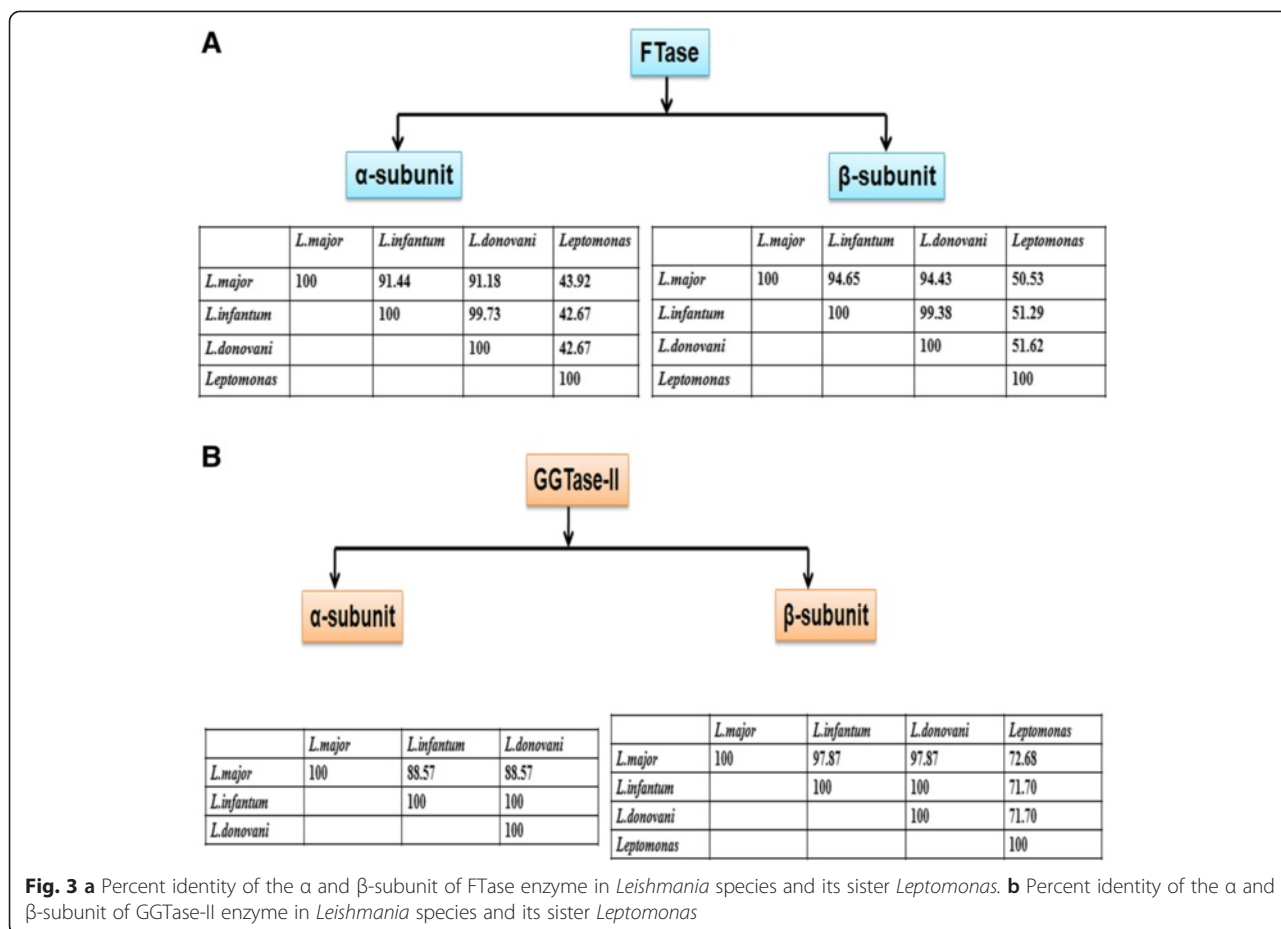 A
FTase
α-subunit
β-subunit
L.major L.infantum L.donovani Leptomonas
L.major 100 91.44 91.18 43.92
L.infantum 100 99.73 42.67
L.donovani 100 42.67
Leptomonas 100
L.major L.infantum L.donovani Leptomonas
L.major 100 94.65 94.43 50.53
L.infantum 100 99.38 51.29
L.donovani 100 51.62
Leptomonas 100
B
GGTase-II
α-subunit
β-subunit
L.major L.infantum L.donovani
L.major 100 88.57 88.57
L.infantum 100 100
L.donovani 100
L.major L.infantum L.donovani Leptomonas
L.major 100 97.87 97.87 72.68
L.infantum 100 100 71.70
L.donovani 100 71.70
Leptomonas 100
Fig. 3 a Percent identity of the α and β-subunit of FTase enzyme in Leishmania species and its sister Leptomonas. b Percent identity of the α and
β-subunit of GGTase-II enzyme in Leishmania species and its sister Leptomonas